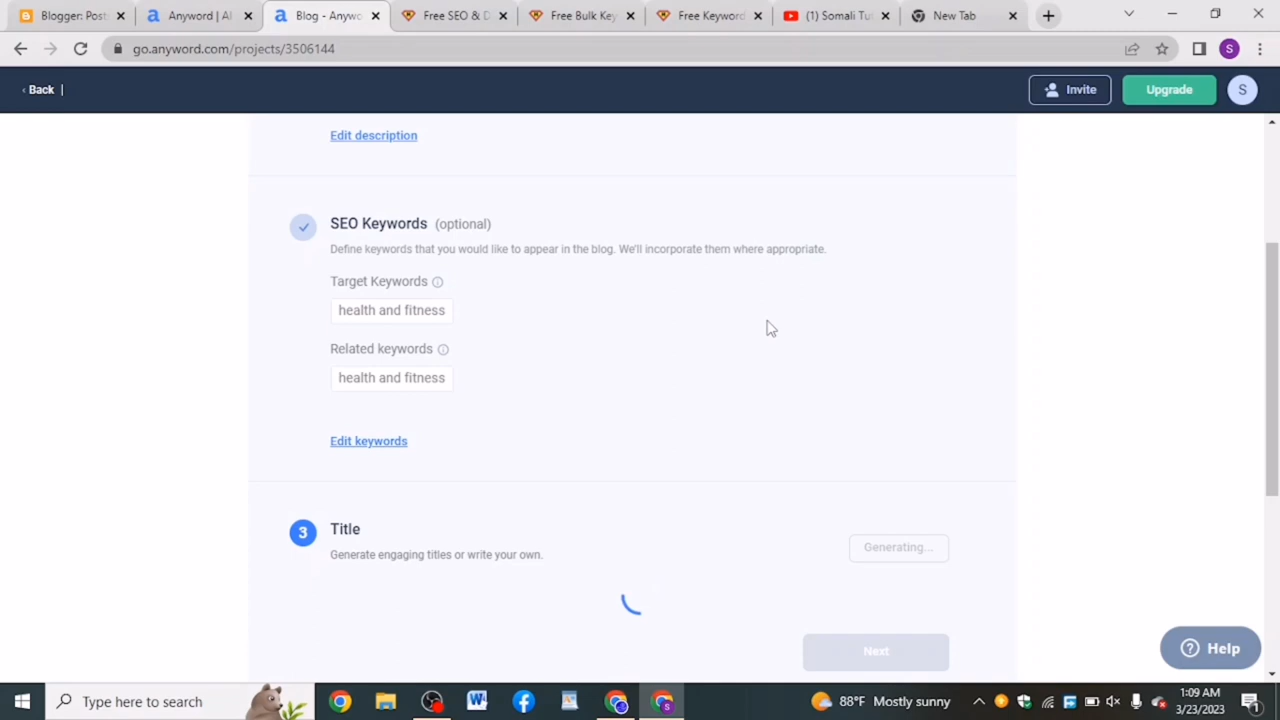 Blogger: Posts
Anyword | AI
Blog - Anywo
Free SEO & D
Free Bulk Key
Free Keyword
(1) Somali Tut
New Tab
go.anyword.com/projects/3506144
S
‹ Back |
Invite
Upgrade
S
Edit description
SEO Keywords (optional)
Define keywords that you would like to appear in the blog. We'll incorporate them where appropriate.
Target Keywords
health and fitness
Related keywords
health and fitness
Edit keywords
3
Title
Generate engaging titles or write your own.
Generating...
Next
Help
Type here to search
88°F Mostly sunny
1:09 AM
3/23/2023
1